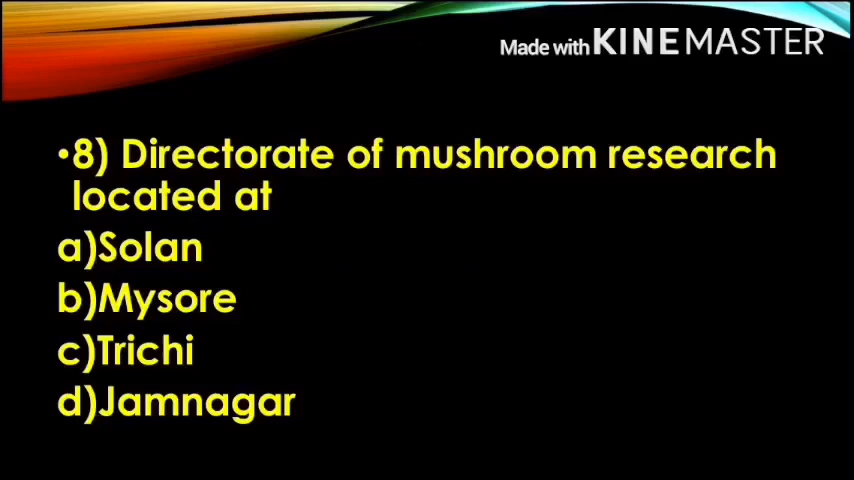 Made with KINEMASTER
•8) Directorate of mushroom research
located at
a)Solan
b)Mysore
c)Trichi
d)Jamnagar